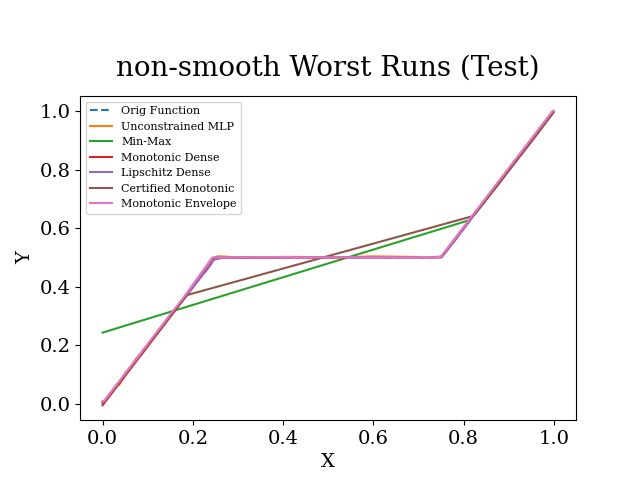 non-smooth Worst Runs (Test)
1.0
0.8
0.6
0.4
0.2
0.0
Y
Orig Function
Unconstrained MLP
Min-Max
Monotonic Dense
Lipschitz Dense
Certified Monotonic
Monotonic Envelope
0.0 0.2 0.4 0.6 0.8 1.0
X